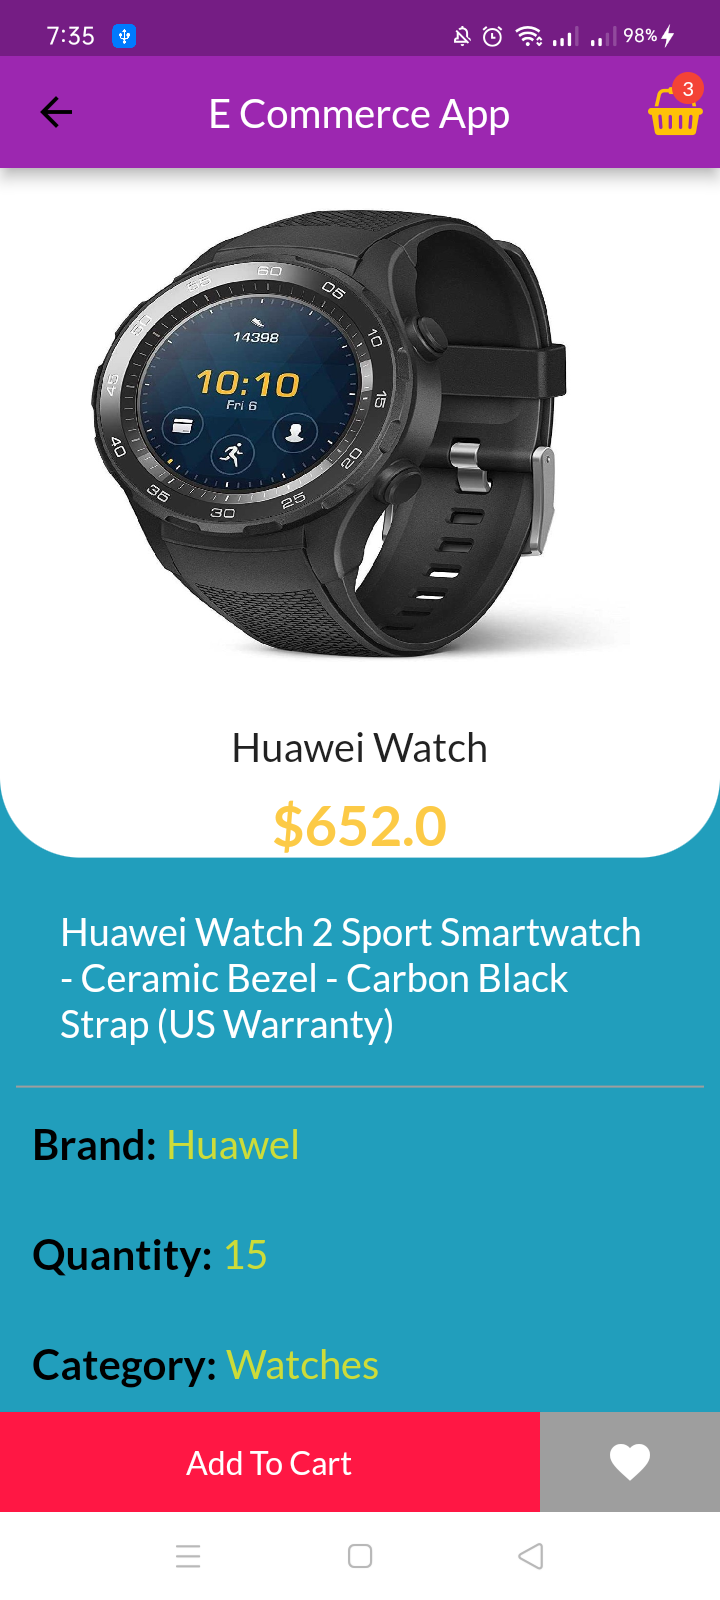 7:35 98%
E Commerce App 3
60
55 05
50 10
14398
45 10:10 15
Fri 6
40 20
35 25
30
Huawei Watch
$652.0
Huawei Watch 2 Sport Smartwatch
- Ceramic Bezel - Carbon Black
Strap (US Warranty)
Brand: Huawel
Quantity: 15
Category: Watches
Add To Cart